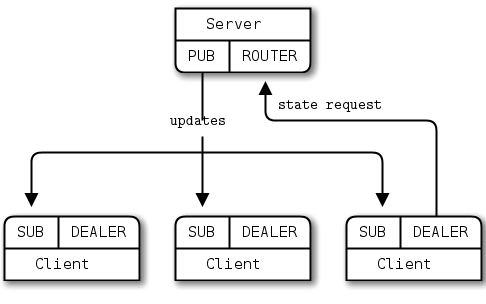 Server
PUB ROUTER
state request
updates
SUB DEALER SUB DEALER SUB DEALER
Client Client Client